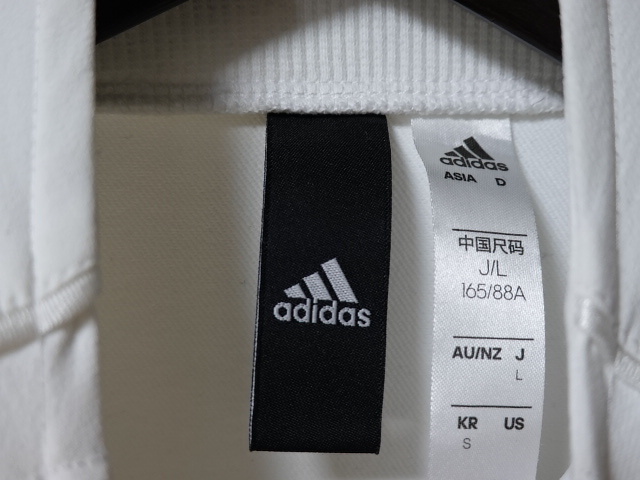 adidas
adidas
ASIA D
中国尺码
J/L
165/88A
AU/NZ J
L
KR US
S